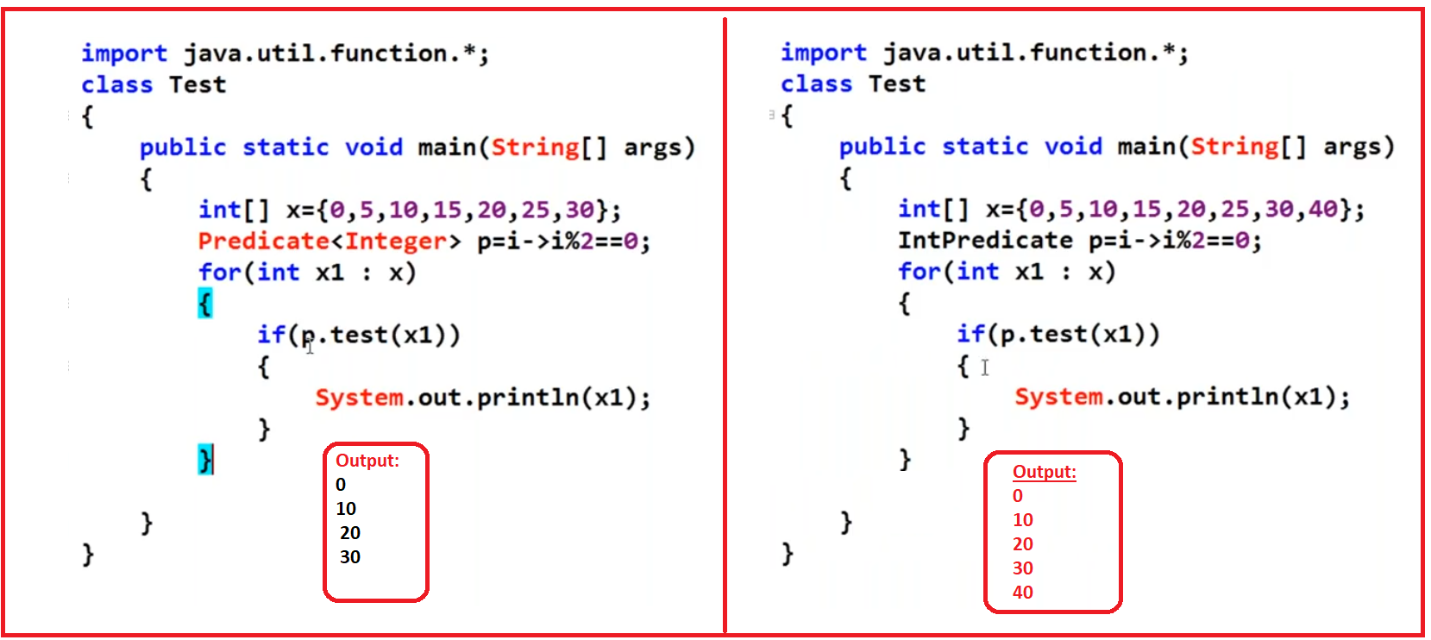 import java.util.function.*;
class Test
{
public static void main(String[] args)
{
int[] x={0,5,10,15,20,25,30};
Predicate<Integer> p=i->i%2==0;
for(int x1 : x)
{
if(p.test(x1))
{
System.out.println(x1);
}
}
Output:
0
10
20
30
}
}
import java.util.function.*;
class Test
{
public static void main(String[] args)
{
int[] x={0,5,10,15,20,25,30,40};
IntPredicate p=i->i%2==0;
for(int x1 : x)
{
if(p.test(x1))
{
System.out.println(x1);
}
}
Output:
0
10
20
30
40
}
}